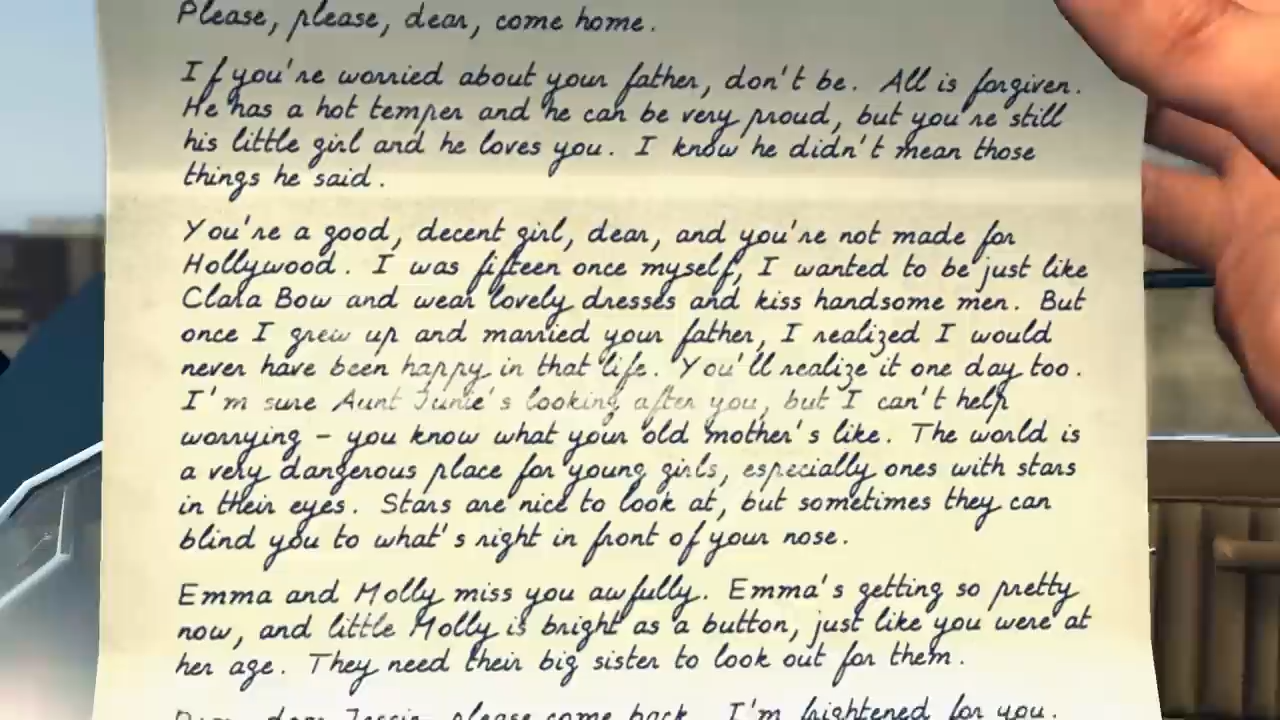 Please, please, dear, come home.
If you're worried about your father, don't be. All is forgiven.
He has a hot temper and he can be very proud, but you're still
his little girl and he loves you. I know he didn't mean those
things he said.
You're a good, decent girl, dear, and you're not made for
Hollywood. I was fifteen once myself, I wanted to be just like
Clara Bow and wear lovely dresses and kiss handsome men. But
once I grew up and married your father, I realized I would
never have been happy in that life. You'll realize it one day too.
I'm sure Aunt Junie's looking after you, but I can't help
worrying – you know what your old mother's like. The world is
a very dangerous place for young girls, especially ones with stars
in their eyes. Stars are nice to look at, but sometimes they can
blind you to what's right in front of your nose.
Emma and Molly miss you awfully. Emma's getting so pretty
now, and little Molly is bright as a button, just like you were at
her age. They need their big sister to look out for them.
dear Jessie, please come back. I'm frightened for you.